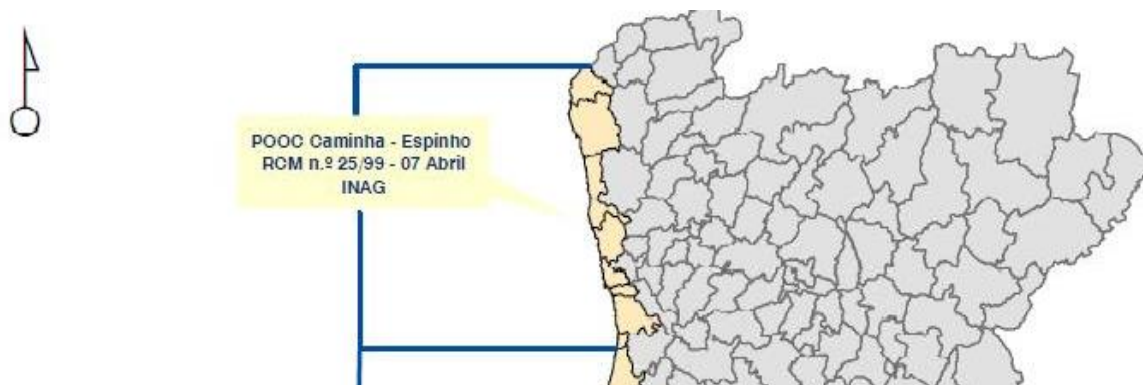 POOC Caminha - Espinho
RCM n.º 25/99 - 07 Abril
INAG